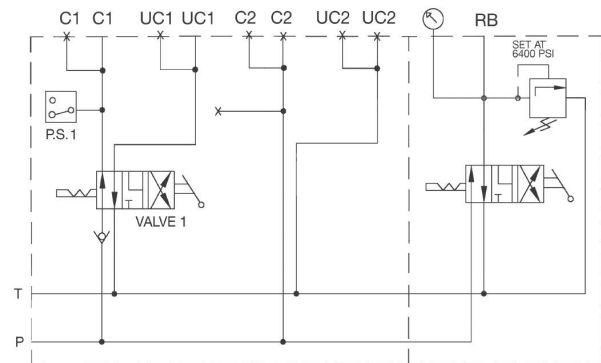 C1 C1 UC1 UC1 C2 C2 UC2 UC2 RB
SET AT
6400 PSI
P.S.1
VALVE 1
T
P